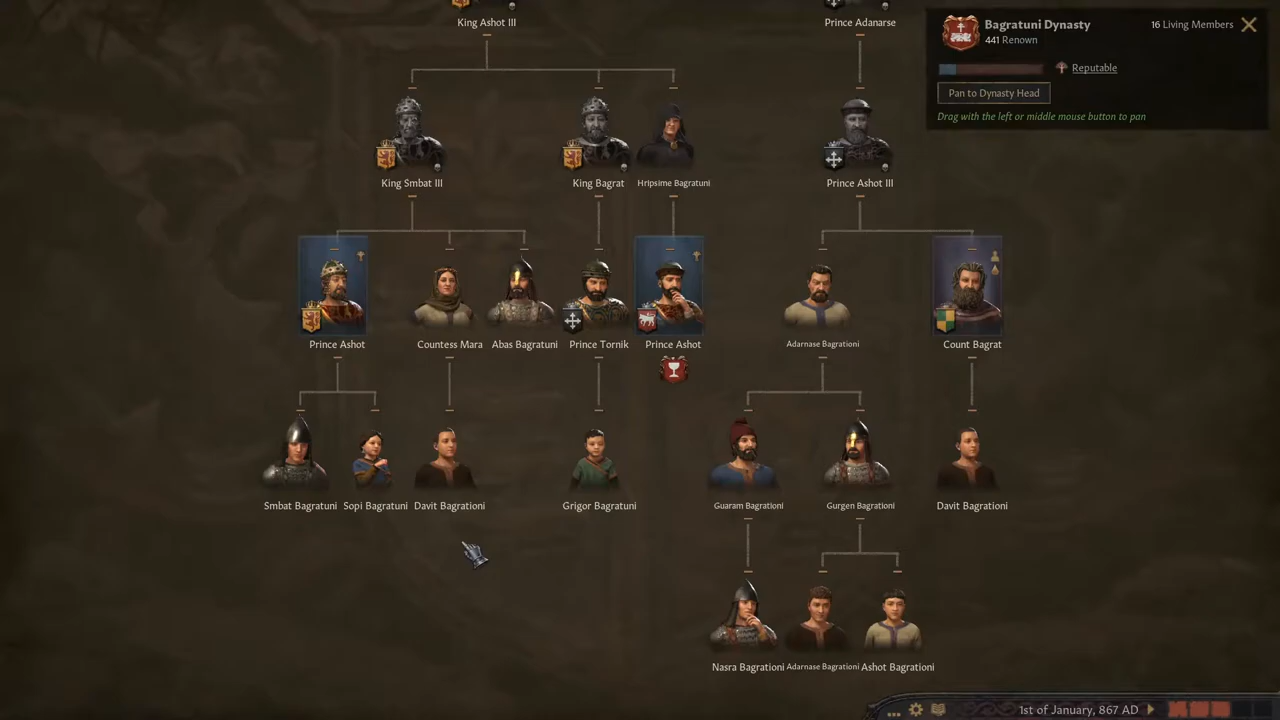 King Ashot III
Prince Adanarse
Bagratuni Dynasty
16 Living Members
441 Renown
Reputable
Pan to Dynasty Head
Drag with the left or middle mouse button to pan
King Smbat III
King Bagrat
Hripsime Bagratuni
Prince Ashot III
Prince Ashot
Countess Mara
Abas Bagratuni
Prince Tornik
Prince Ashot
Adarnase Bagrationi
Count Bagrat
Smbat Bagratuni
Sopi Bagratuni
Davit Bagrationi
Grigor Bagratuni
Guaram Bagrationi
Gurgen Bagrationi
Davit Bagrationi
Nasra Bagrationi
Adarnase Bagrationi
Ashot Bagrationi
1st of January, 867 AD